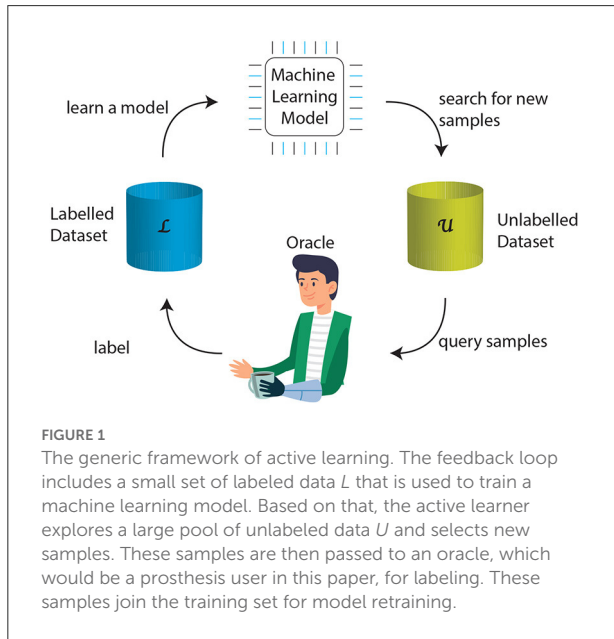 Machine
Learning
Model
learn a model
search for new
samples
Labelled
Dataset
ℒ
𝒰
Unlabelled
Dataset
Oracle
label
query samples
FIGURE 1
The generic framework of active learning. The feedback loop
includes a small set of labeled data L that is used to train a
machine learning model. Based on that, the active learner
explores a large pool of unlabeled data U and selects new
samples. These samples are then passed to an oracle, which
would be a prosthesis user in this paper, for labeling. These
samples join the training set for model retraining.